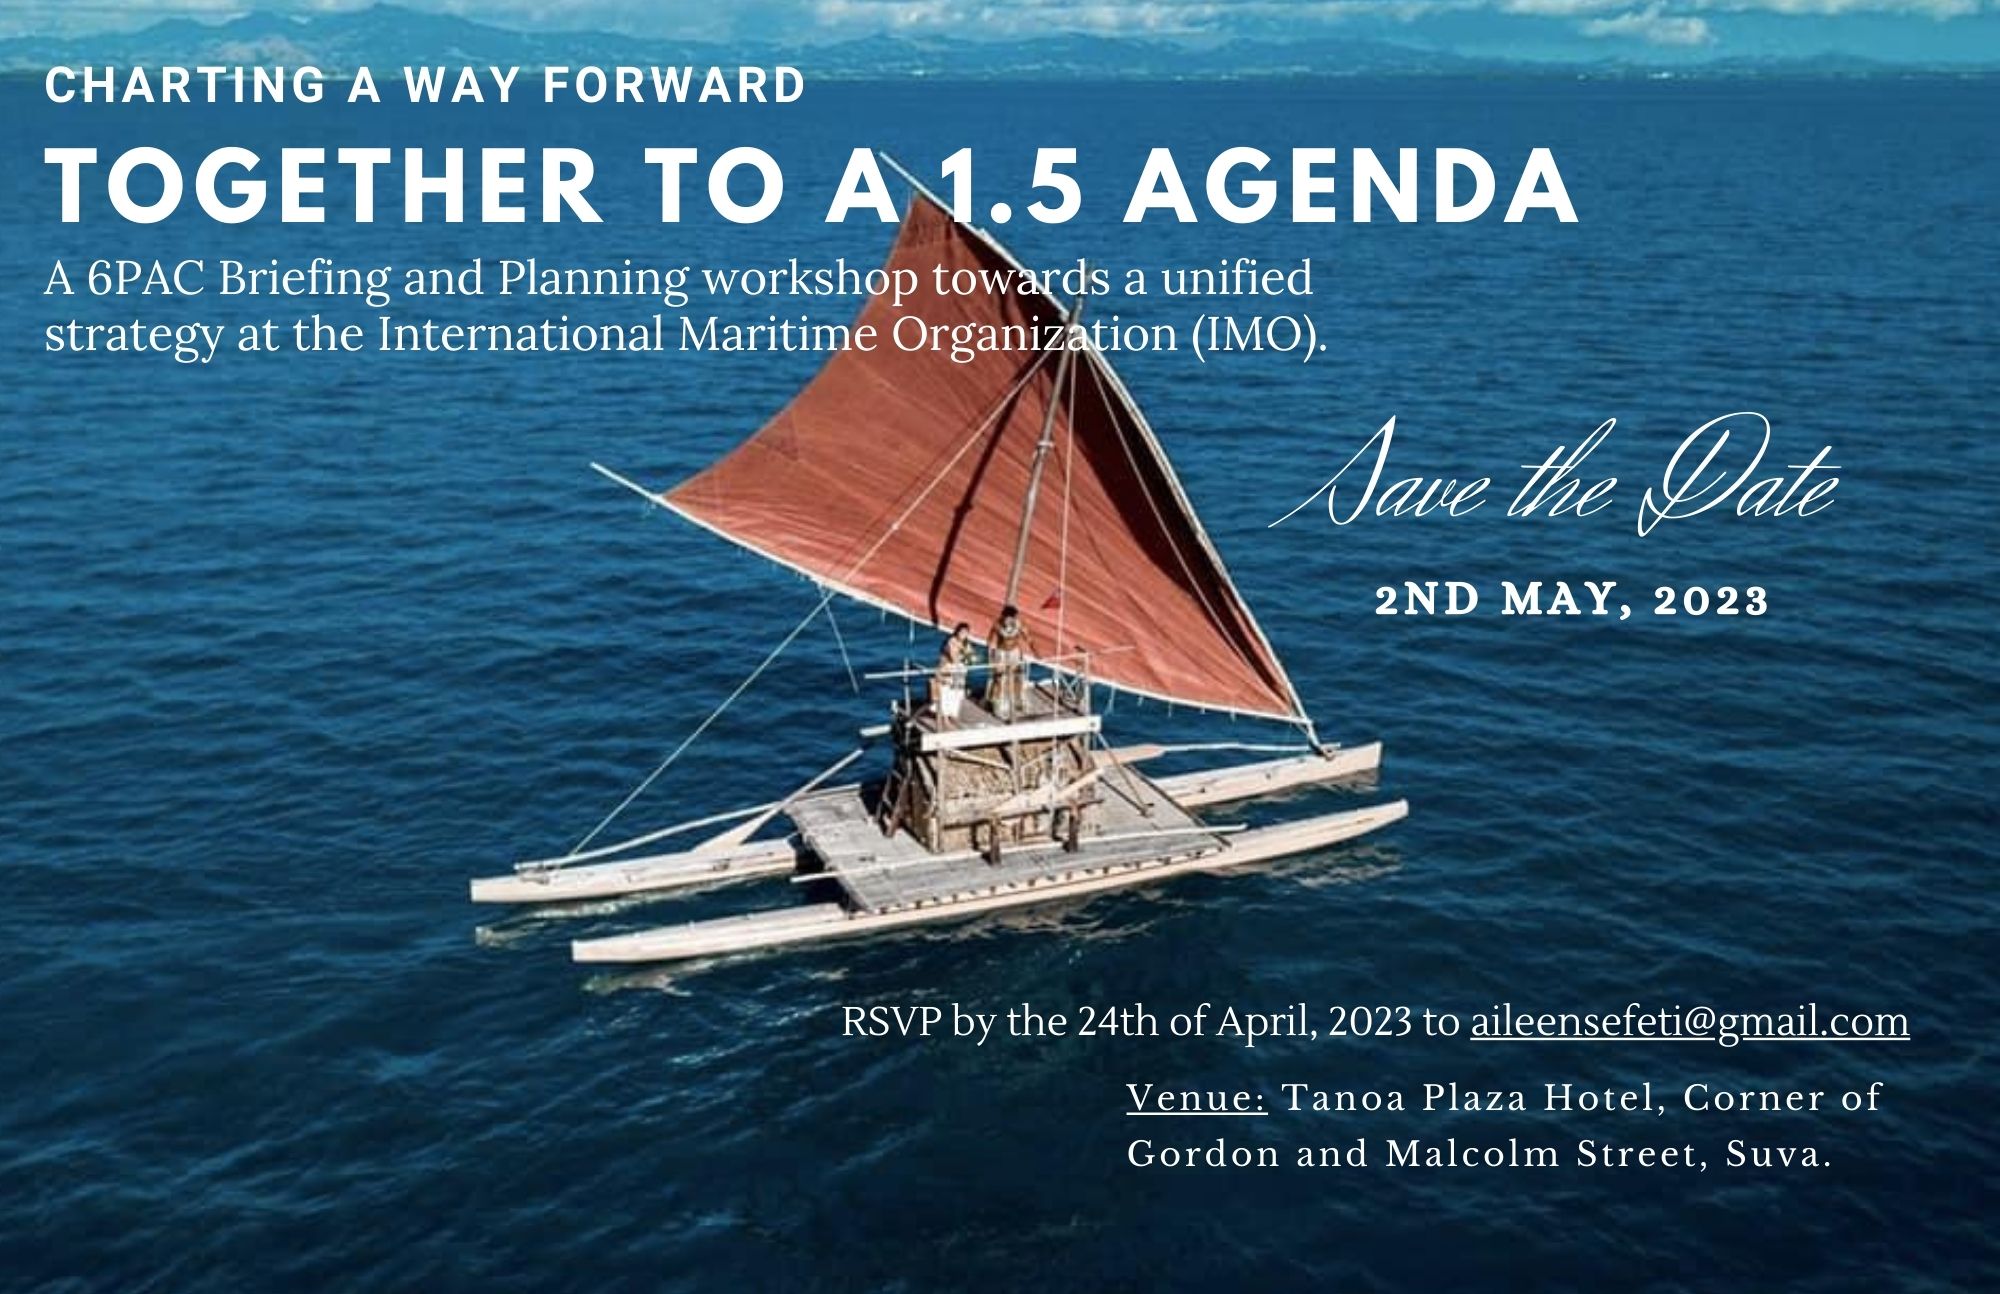 CHARTING A WAY FORWARD
TOGETHER TO A 1.5 AGENDA
A 6PAC Briefing and Planning workshop towards a unified
strategy at the International Maritime Organization (IMO).
Save the Date
2ND MAY, 2023
RSVP by the 24th of April, 2023 to aileensefeti@gmail.com
Venue: Tanoa Plaza Hotel, Corner of
Gordon and Malcolm Street, Suva.